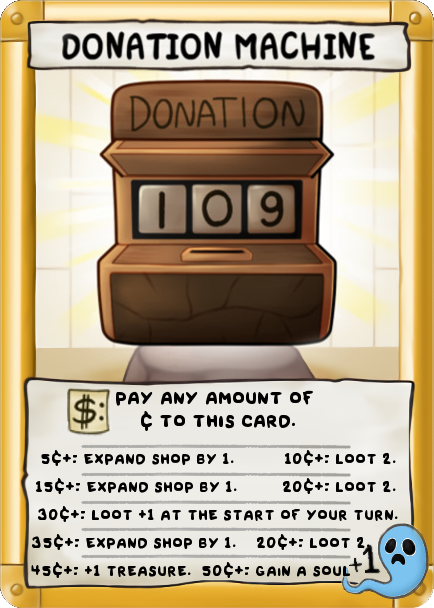 DONATION MACHINE
DONATION
109
$: PAY ANY AMOUNT OF
¢ TO THIS CARD.
5¢+: EXPAND SHOP BY 1. 10¢+: LOOT 2.
15¢+: EXPAND SHOP BY 1. 20¢+: LOOT 2.
30¢+: LOOT +1 AT THE START OF YOUR TURN.
35¢+: EXPAND SHOP BY 1. 20¢+: LOOT 2
45¢+: +1 TREASURE. 50¢+: GAIN A SOUL
+1